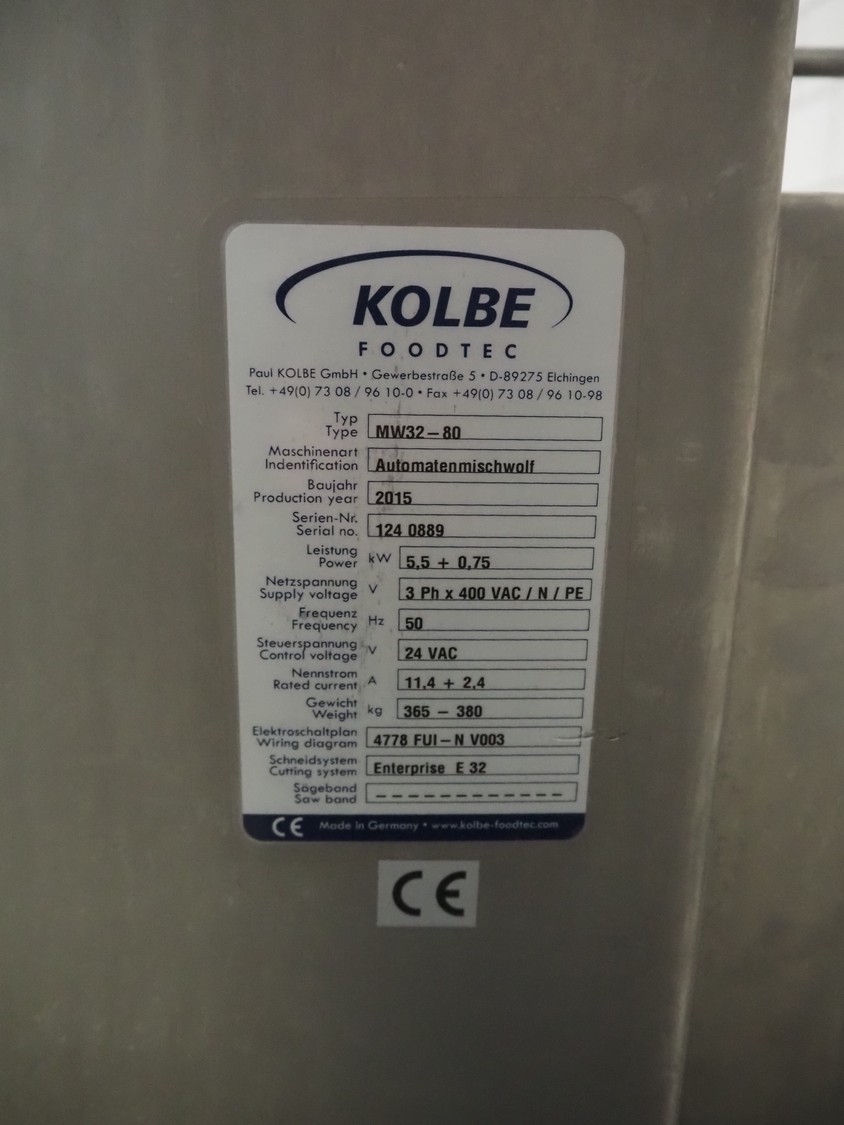 KOLBE
FOODTEC
Paul KOLBE GmbH • Gewerbestraße 5 • D-89275 Elchingen
Tel. +49(0) 73 08 / 96 10-0 • Fax +49(0) 73 08 / 96 10-98
Typ
Type MW32-80
Maschinenart
Indentification Automatenmischwolf
Baujahr
Production year 2015
Serien-Nr.
Serial no. 124 0889
Leistung
Power kW 5,5 + 0,75
Netzspannung
Supply voltage V 3 Ph x 400 VAC / N / PE
Frequenz
Frequency Hz 50
Steuerspannung
Control voltage V 24 VAC
Nennstrom
Rated current A 11,4 + 2,4
Gewicht
Weight kg 365 - 380
Elektroschaltplan
Wiring diagram 4778 FUI-N V003
Schneidsystem
Cutting system Enterprise E 32
Sägeband
Saw band ------------
CE Made in Germany • www.kolbe-foodtec.com
CE